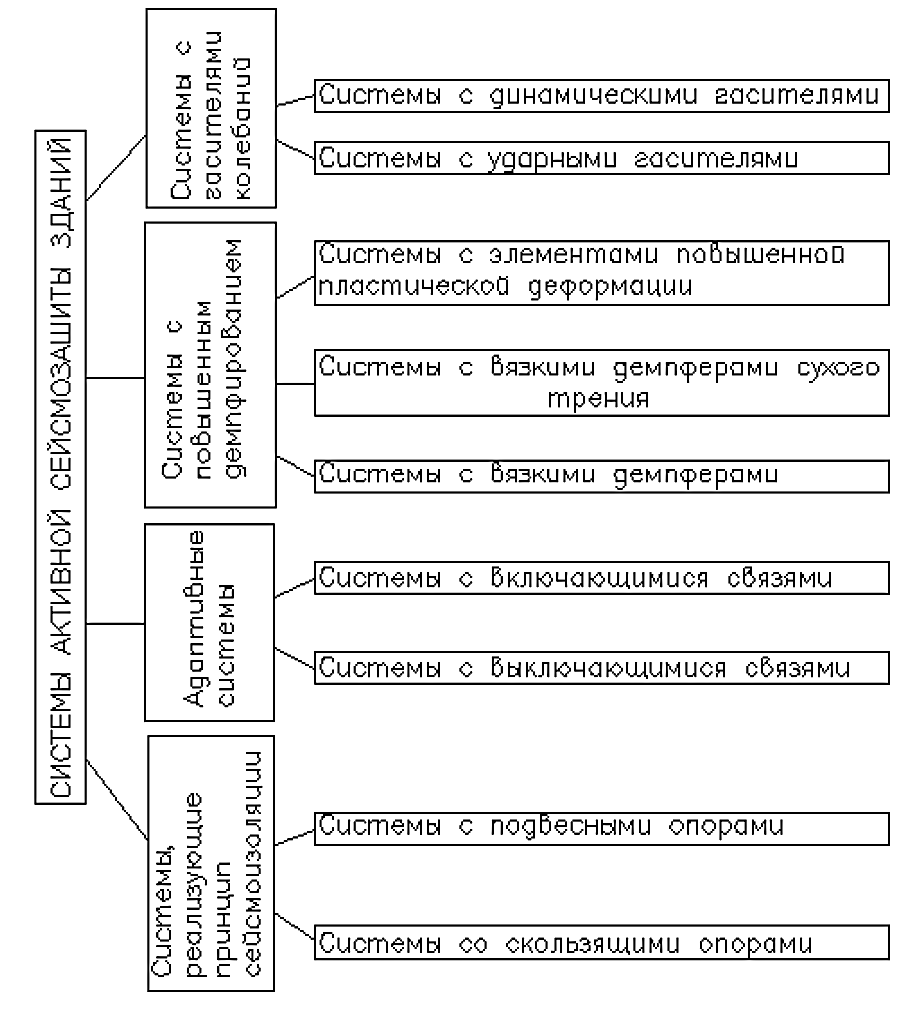 СИСТЕМЫ АКТИВНОЙ СЕЙСМОЗАШИТЫ ЗДАНИЙ
Системы с
гасителями
колебаний
Системы с динамическими гасителями
Системы с ударными гасителями
Системы с
повышенным
демпфированием
Системы с элементами повышенной
пластической деформации
Системы с вязкими демпферами сухого
трения
Системы с вязкими демпферами
Адаптивные
системы
Системы с включающимися связями
Системы с выключающимися связями
Системы,
реализующие
принцип
сейсмоизоляции
Системы с подвесными опорами
Системы со скользящими опорами